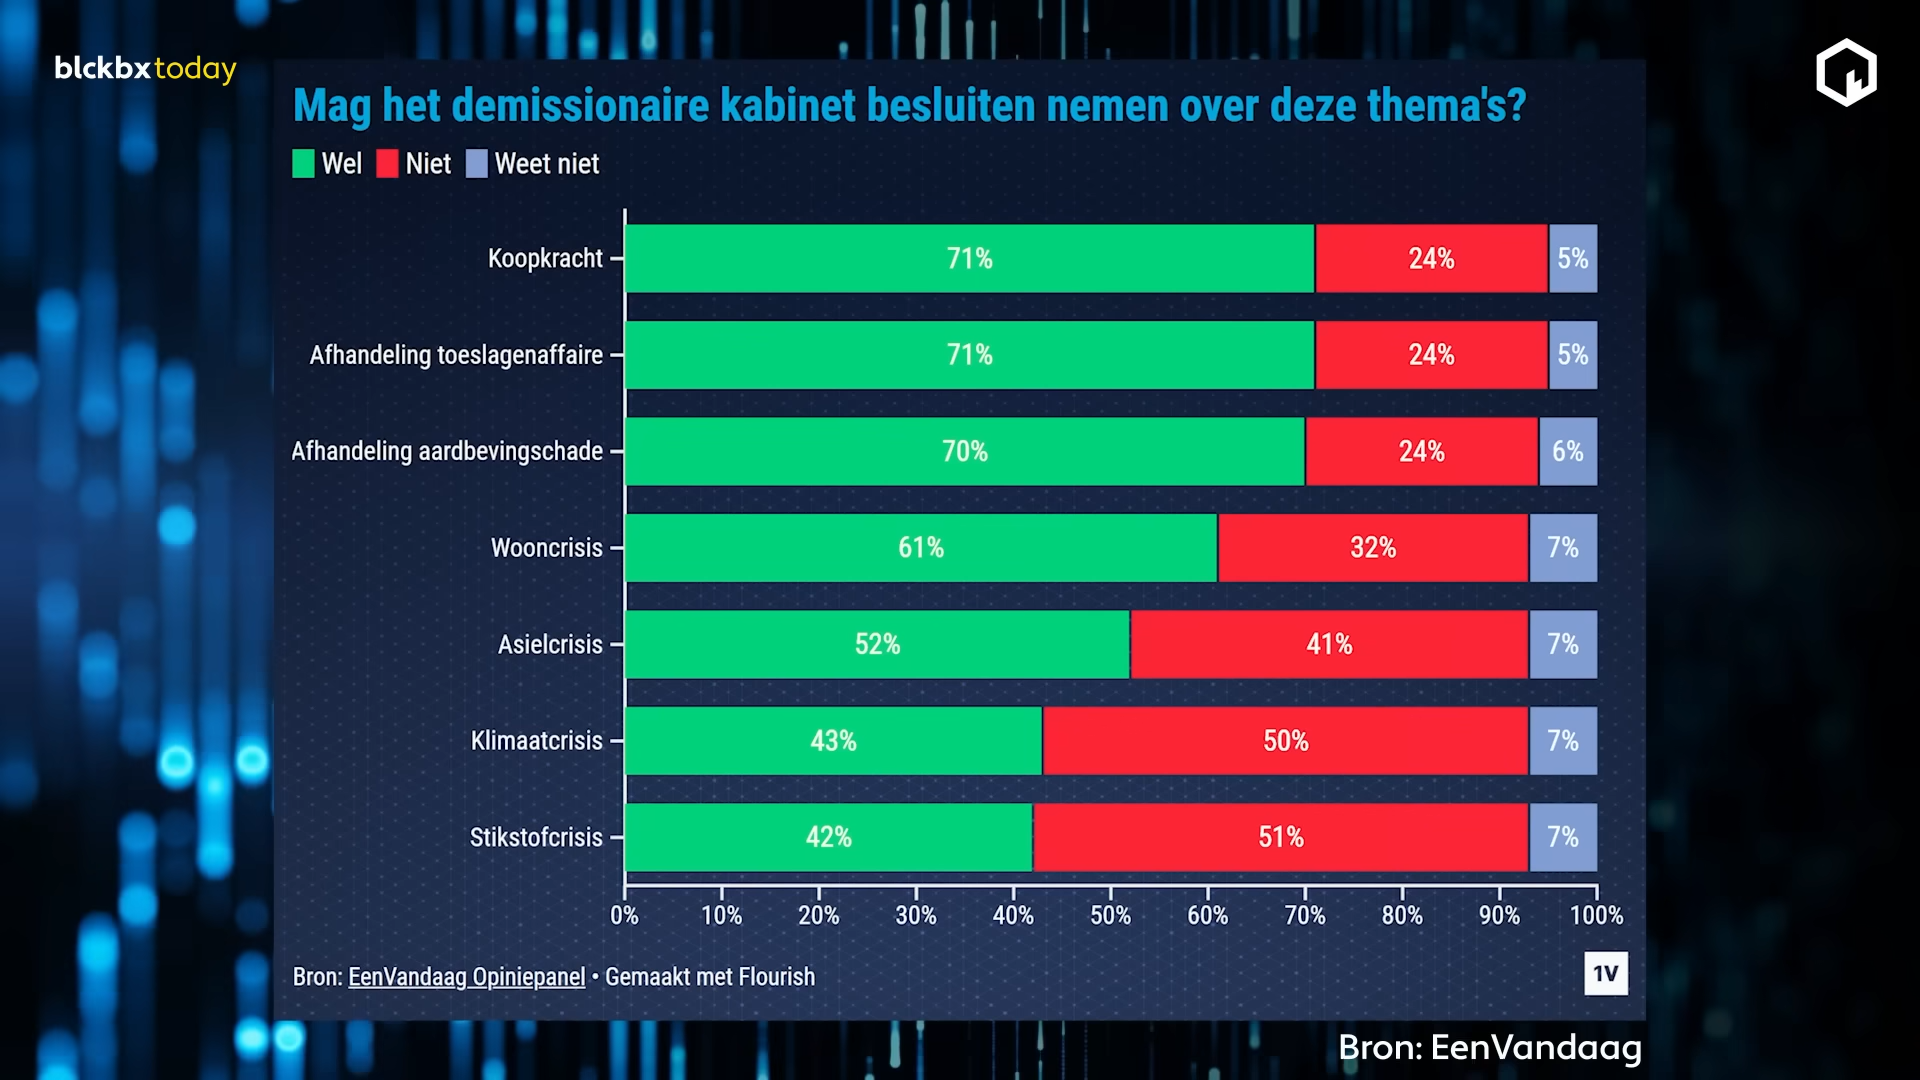 blckbxtoday
Mag het demissionaire kabinet besluiten nemen over deze thema's?
Wel Niet Weet niet
Koopkracht 71% 24% 5%
Afhandeling toeslagenaffaire 71% 24% 5%
Afhandeling aardbevingschade 70% 24% 6%
Wooncrisis 61% 32% 7%
Asielcrisis 52% 41% 7%
Klimaatcrisis 43% 50% 7%
Stikstofcrisis 42% 51% 7%
0% 10% 20% 30% 40% 50% 60% 70% 80% 90% 100%
Bron: EenVandaag Opiniepanel • Gemaakt met Flourish
1V
Bron: EenVandaag